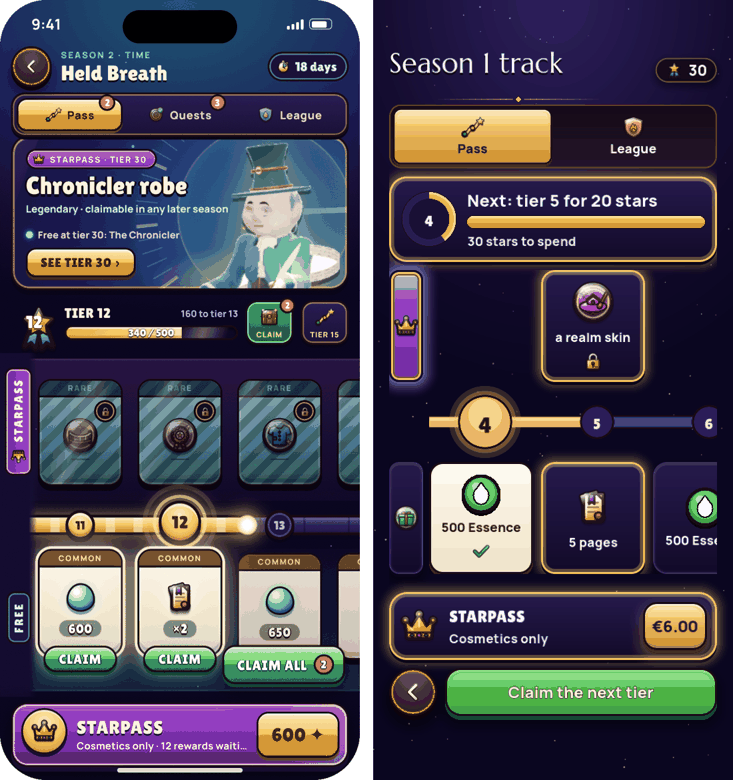 9:41
SEASON 2 · TIME
Held Breath
18 days
Pass
2
Quests
3
League
STARPASS · TIER 30
Chronicler robe
Legendary · claimable in any later season
Free at tier 30: The Chronicler
SEE TIER 30 ›
12
TIER 12
160 to tier 13
340/500
CLAIM
2
TIER 15
STARPASS
RARE
RARE
RARE
11
12
13
FREE
COMMON
COMMON
COMMON
600
×2
650
CLAIM
CLAIM
CLAIM ALL
2
STARPASS
Cosmetics only · 12 rewards waiti...
600
Season 1 track
30
Pass
League
4
Next: tier 5 for 20 stars
30 stars to spend
a realm skin
4
5
6
500 Essence
5 pages
500 Esse
STARPASS
Cosmetics only
€6.00
Claim the next tier